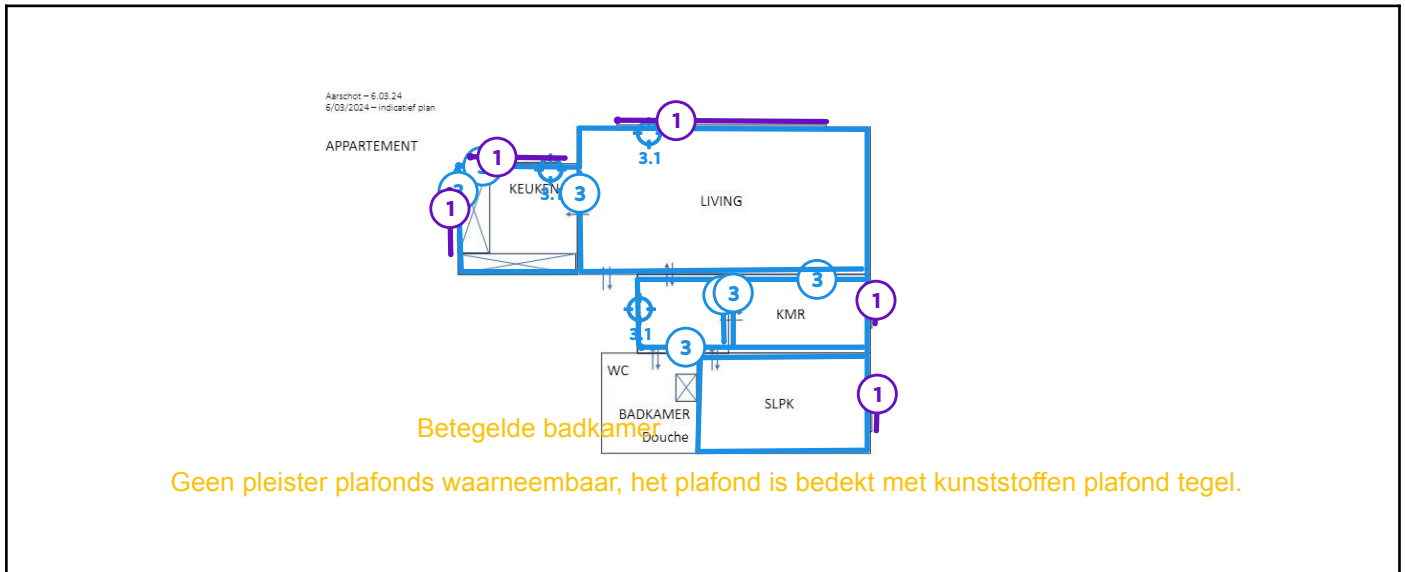 Aarschot – 6.03.24
6/03/2024 – indicatief plan
APPARTEMENT
1
1
3.1
3
KEUKEN
3.1
3
3
1
LIVING
3
3
1
KMR
3.1
3
WC
1
SLPK
BADKAMER
Douche
Betegelde badkamer
Geen pleister plafonds waarneembaar, het plafond is bedekt met kunststoffen plafond tegel.